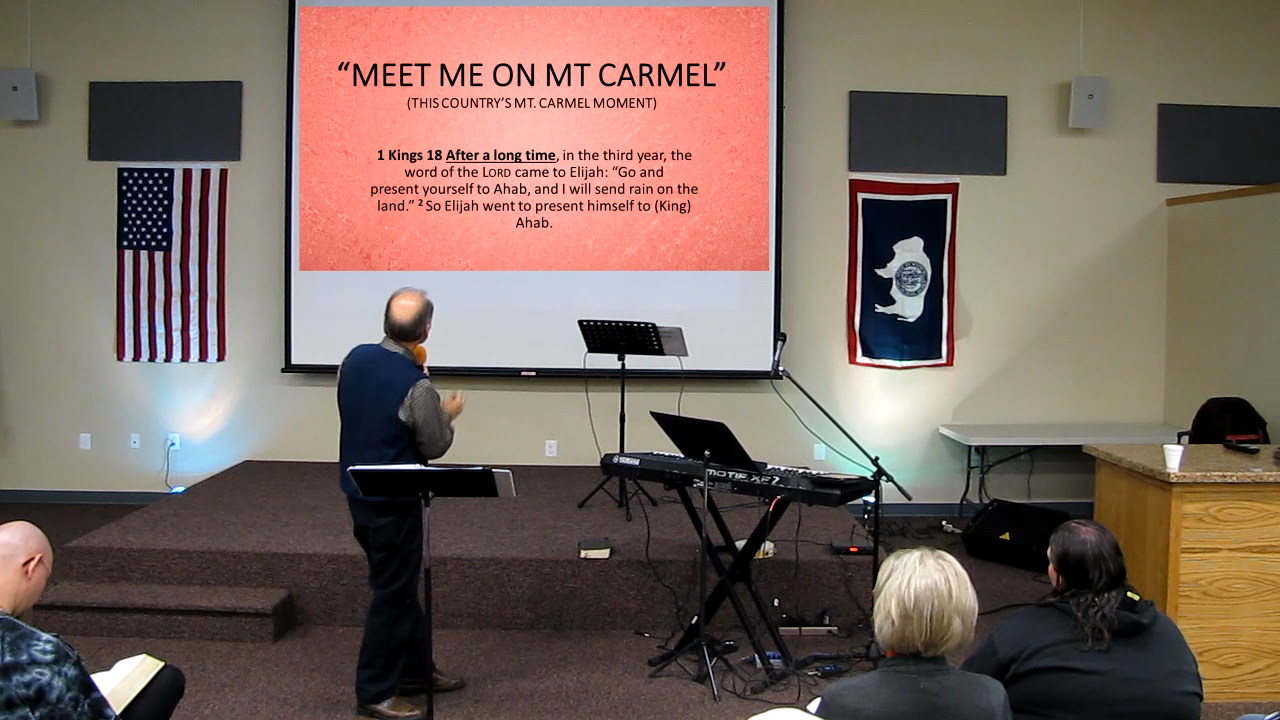 “MEET ME ON MT CARMEL”
(THIS COUNTRY’S MT. CARMEL MOMENT)
1 Kings 18 After a long time, in the third year, the
word of the LORD came to Elijah: “Go and
present yourself to Ahab, and I will send rain on the
land.” ² So Elijah went to present himself to (King)
Ahab.
YAMAHA
MOTIF XF7